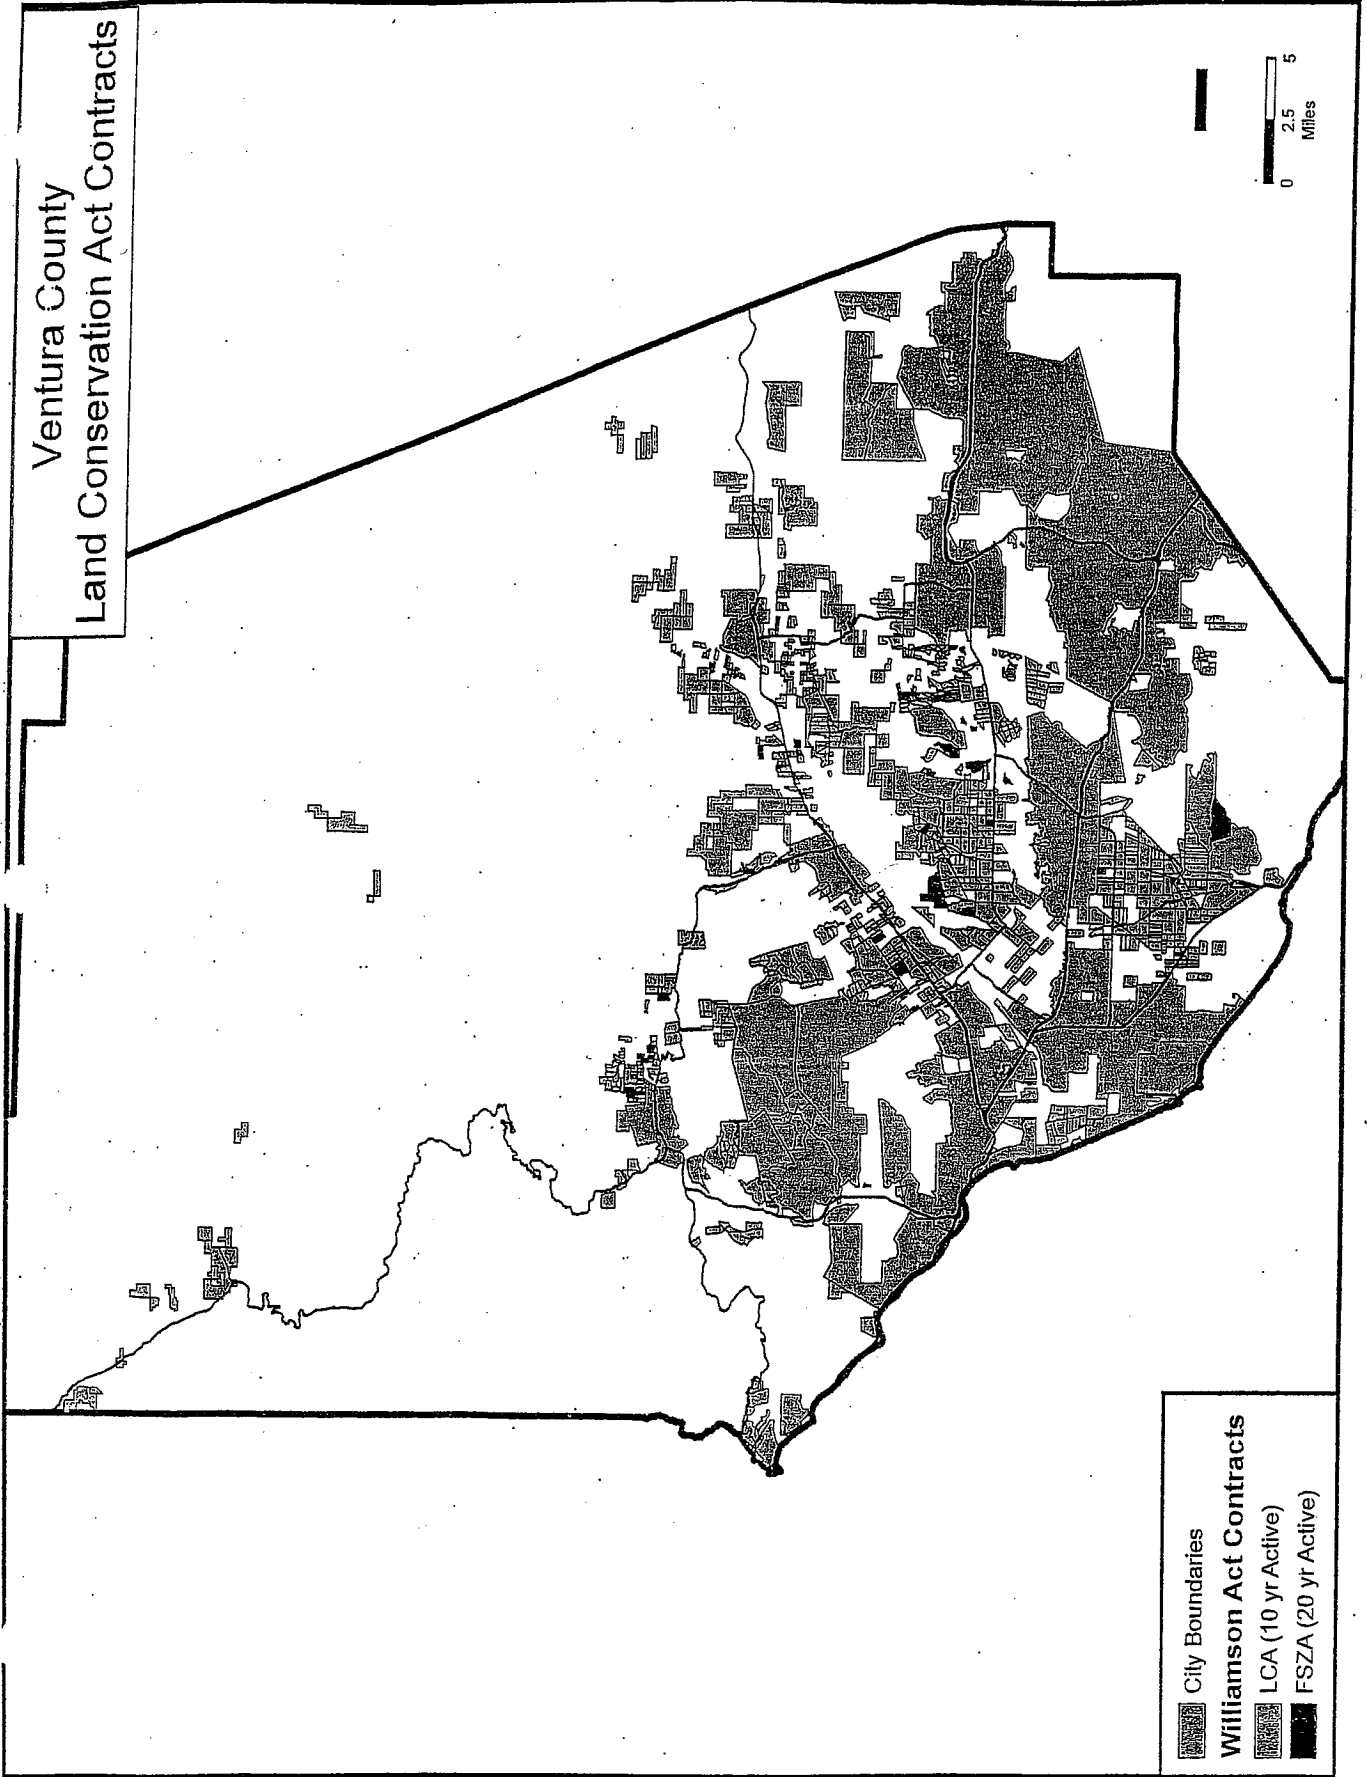 Ventura County
Land Conservation Act Contracts
0 2.5 5
Miles
City Boundaries
Williamson Act Contracts
LCA (10 yr Active)
FSZA (20 yr Active)